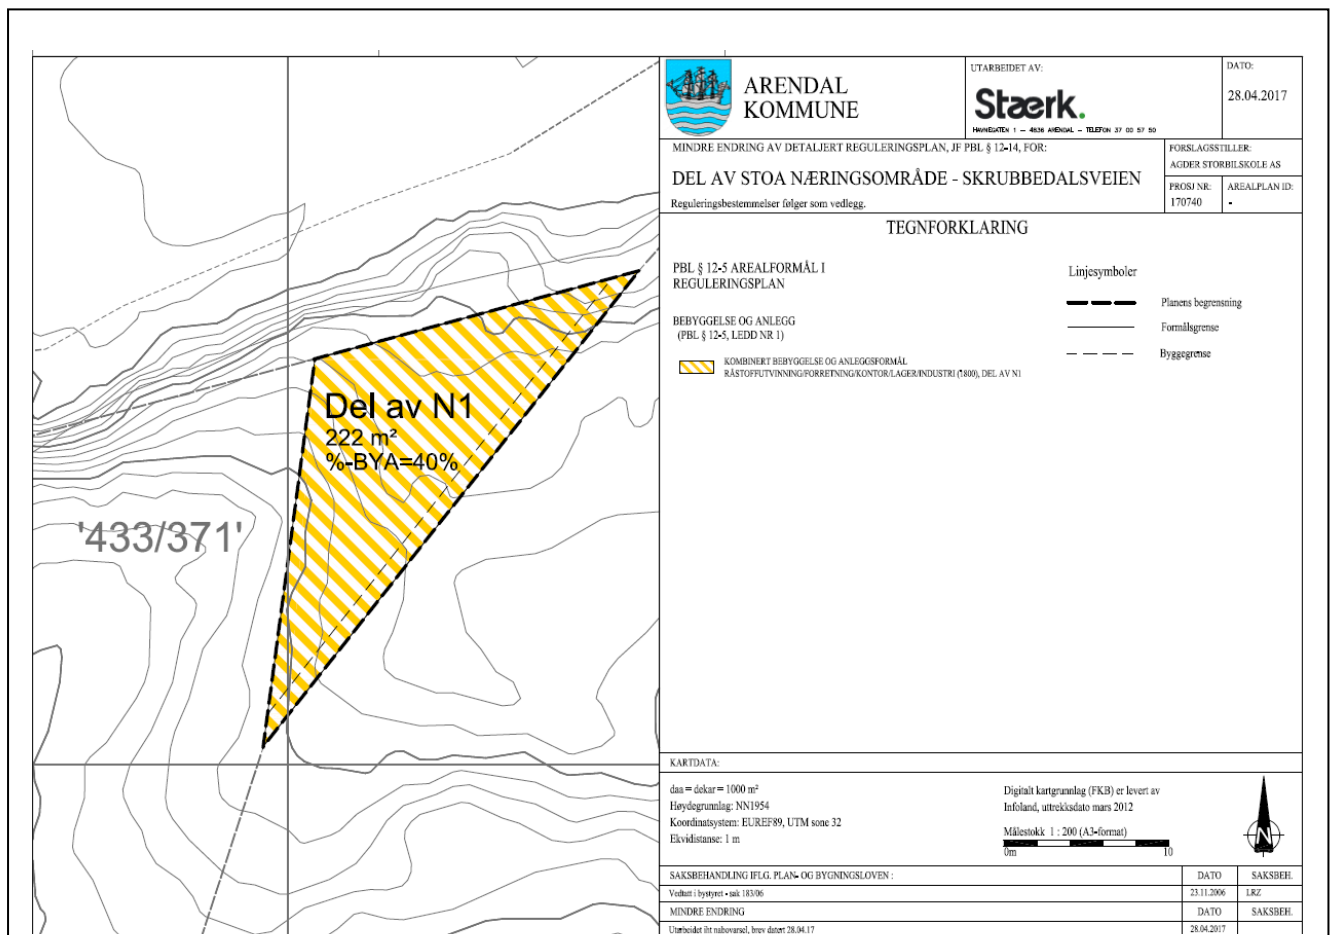 ARENDAL
KOMMUNE
UTARBEIDET AV:
Stærk.
HAVNEGATEN 1 – 4836 ARENDAL – TELEFON 37 00 57 50
DATO:
28.04.2017
MINDRE ENDRING AV DETALJERT REGULERINGSPLAN, JF PBL § 12-14, FOR:
DEL AV STOA NÆRINGSOMRÅDE - SKRUBBEDALSVEIEN
Reguleringsbestemmelser følger som vedlegg.
FORSLAGSSTILLER:
AGDER STORBILSKOLE AS
PROSJ NR:
170740
AREALPLAN ID:
-
TEGNFORKLARING
PBL § 12-5 AREALFORMÅL I
REGULERINGSPLAN
BEBYGGELSE OG ANLEGG
(PBL § 12-5, LEDD NR 1)
KOMBINERT BEBYGGELSE OG ANLEGGSFORMÅL
RÅSTOFFUTVINNING/FORRETNING/KONTOR/LAGER/INDUSTRI (1800), DEL AV N1
Linjesymboler
Planens begrensning
Formålsgrense
Byggegrense
Del av N1
222 m²
%-BYA=40%
'433/371'
KARTDATA:
daa = dekar = 1000 m²
Høydegrunnlag: NN1954
Koordinatsystem: EUREF89, UTM sone 32
Ekvidistanse: 1 m
Digitalt kartgrunnlag (FKB) er levert av
Infoland, uttrekksdato mars 2012
Målestokk 1 : 200 (A3-format)
0m 10
N
SAKSBEHANDLING IFLG. PLAN- OG BYGNINGSLOVEN : DATO SAKSBEH.
Vedtatt i bystyret - sak 183/06 23.11.2006 LRZ
MINDRE ENDRING DATO SAKSBEH.
Utarbeidet iht nabovarsel, brev datert 28.04.17 28.04.2017